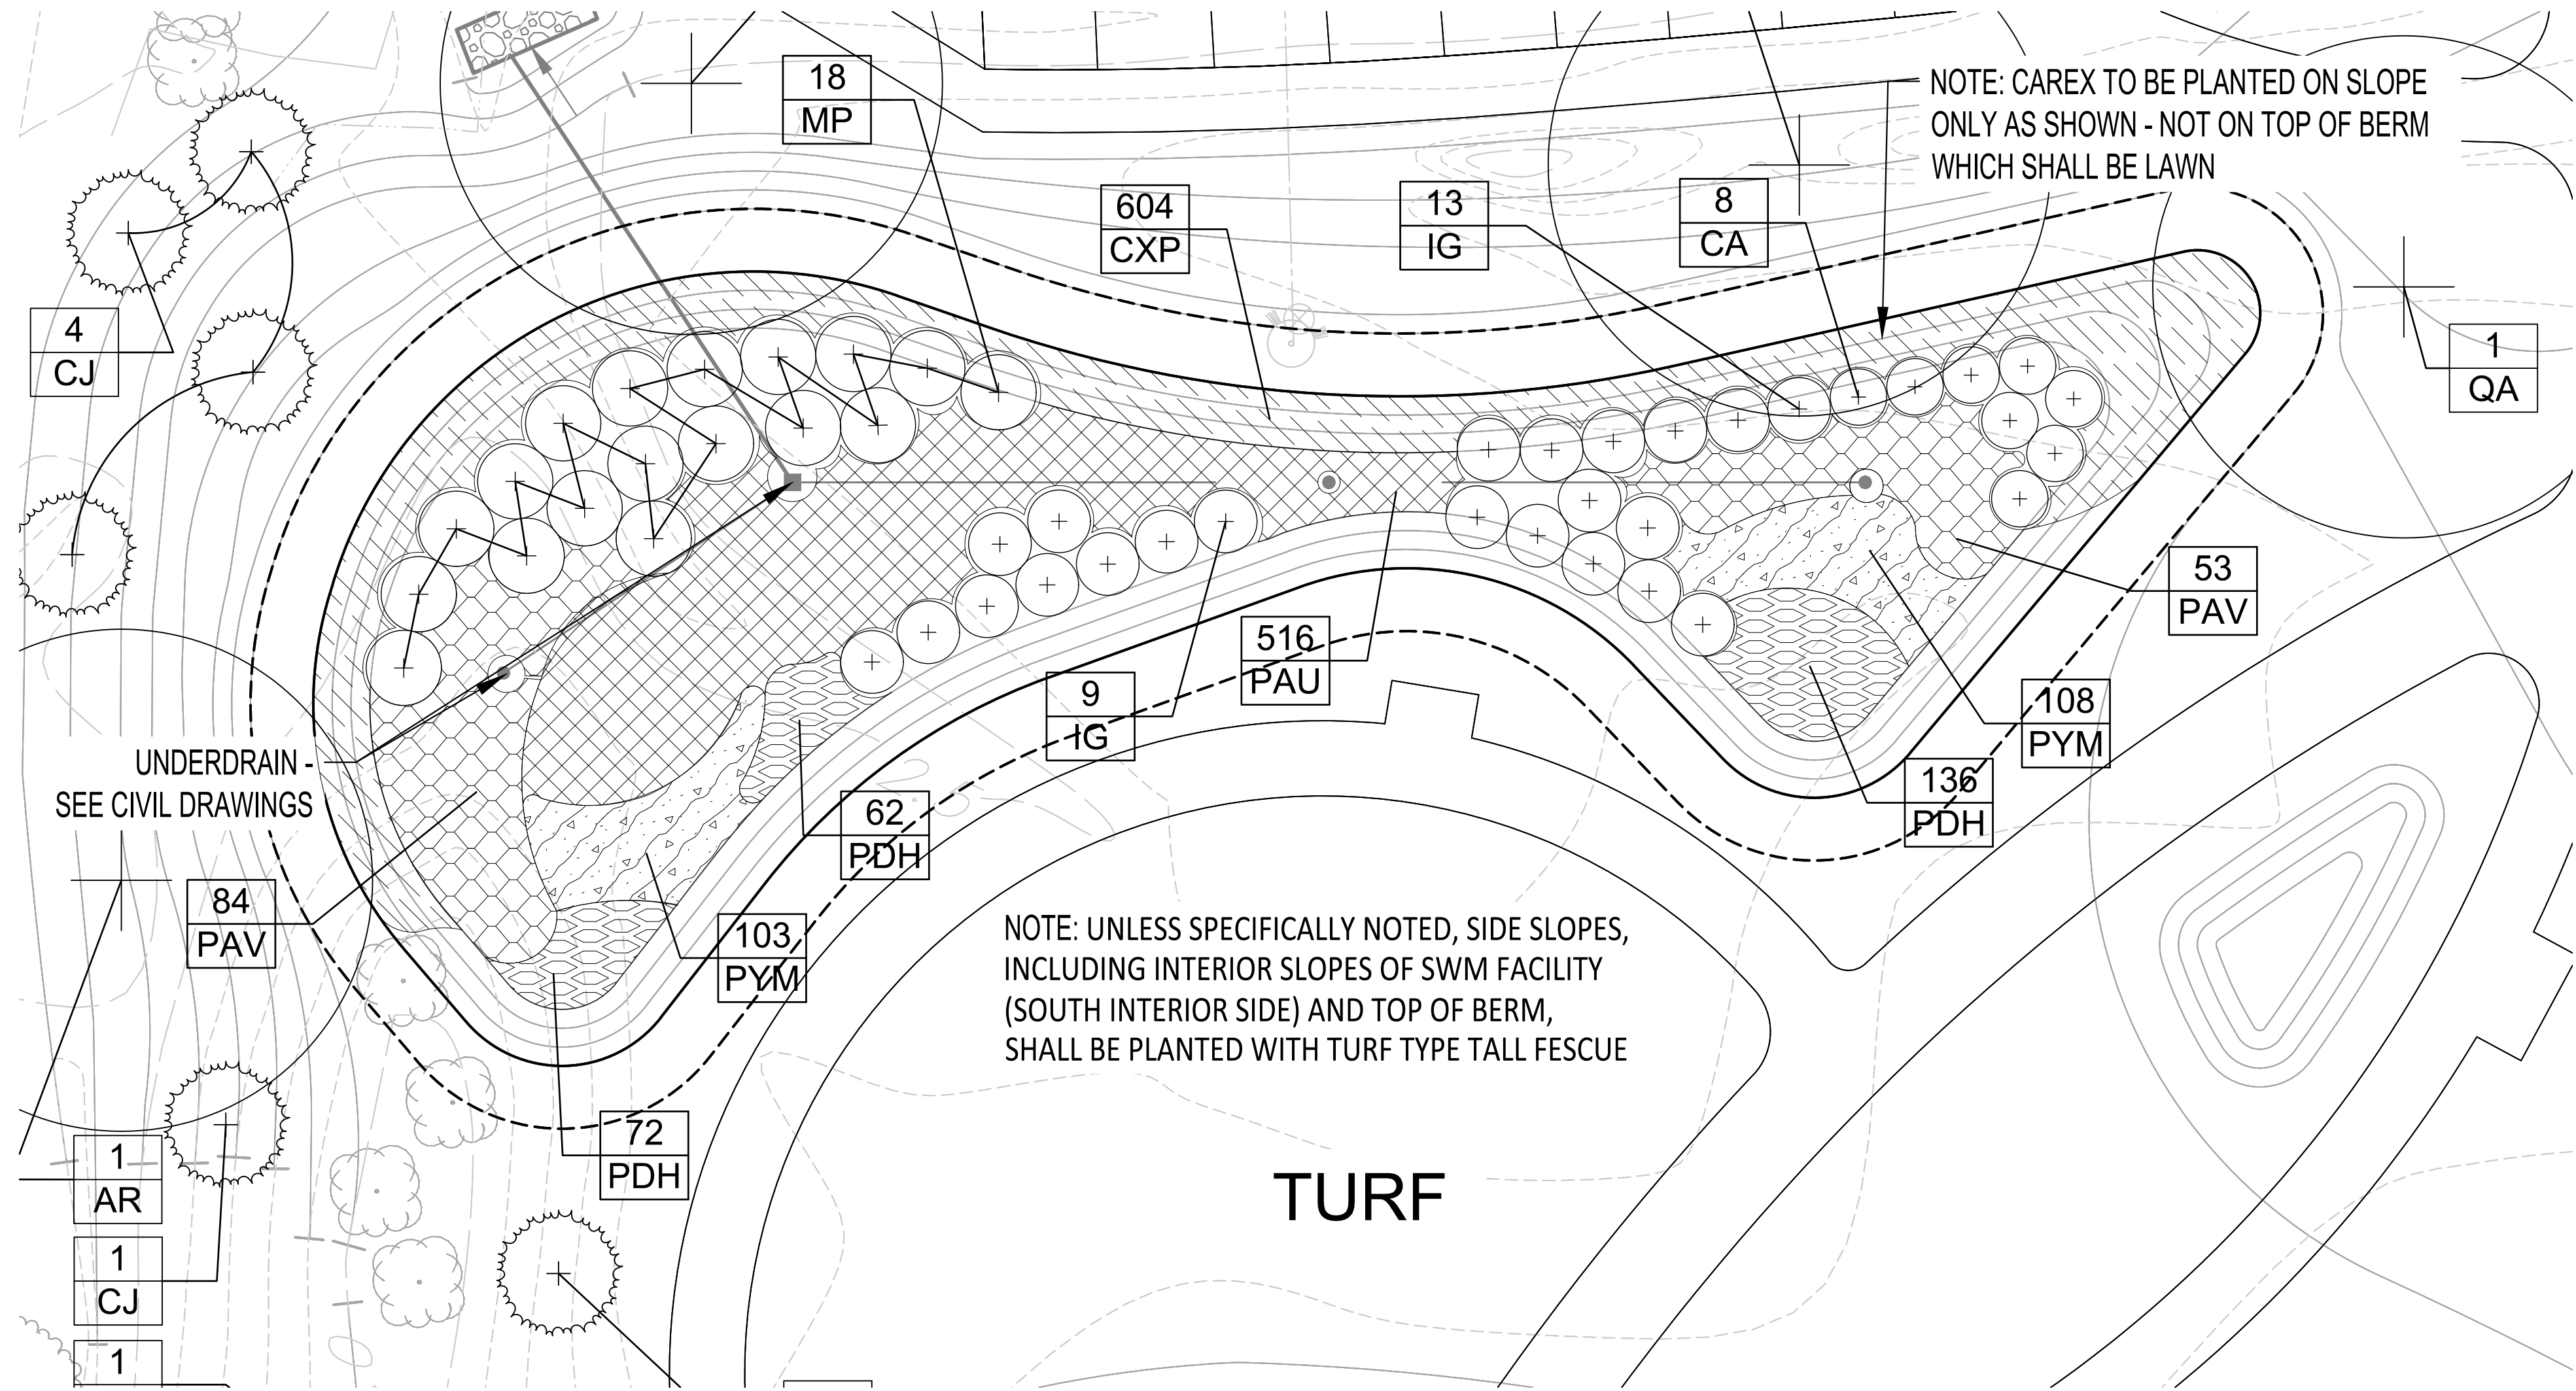 18
MP
NOTE: CAREX TO BE PLANTED ON SLOPE
ONLY AS SHOWN - NOT ON TOP OF BERM
WHICH SHALL BE LAWN
604
CXP
13
IG
8
CA
4
CJ
1
QA
53
PAV
516
PAU
9
IG
108
PYM
UNDERDRAIN -
SEE CIVIL DRAWINGS
136
PDH
62
PDH
84
PAV
103
PYM
NOTE: UNLESS SPECIFICALLY NOTED, SIDE SLOPES,
INCLUDING INTERIOR SLOPES OF SWM FACILITY
(SOUTH INTERIOR SIDE) AND TOP OF BERM,
SHALL BE PLANTED WITH TURF TYPE TALL FESCUE
72
PDH
1
AR
TURF
1
CJ
1